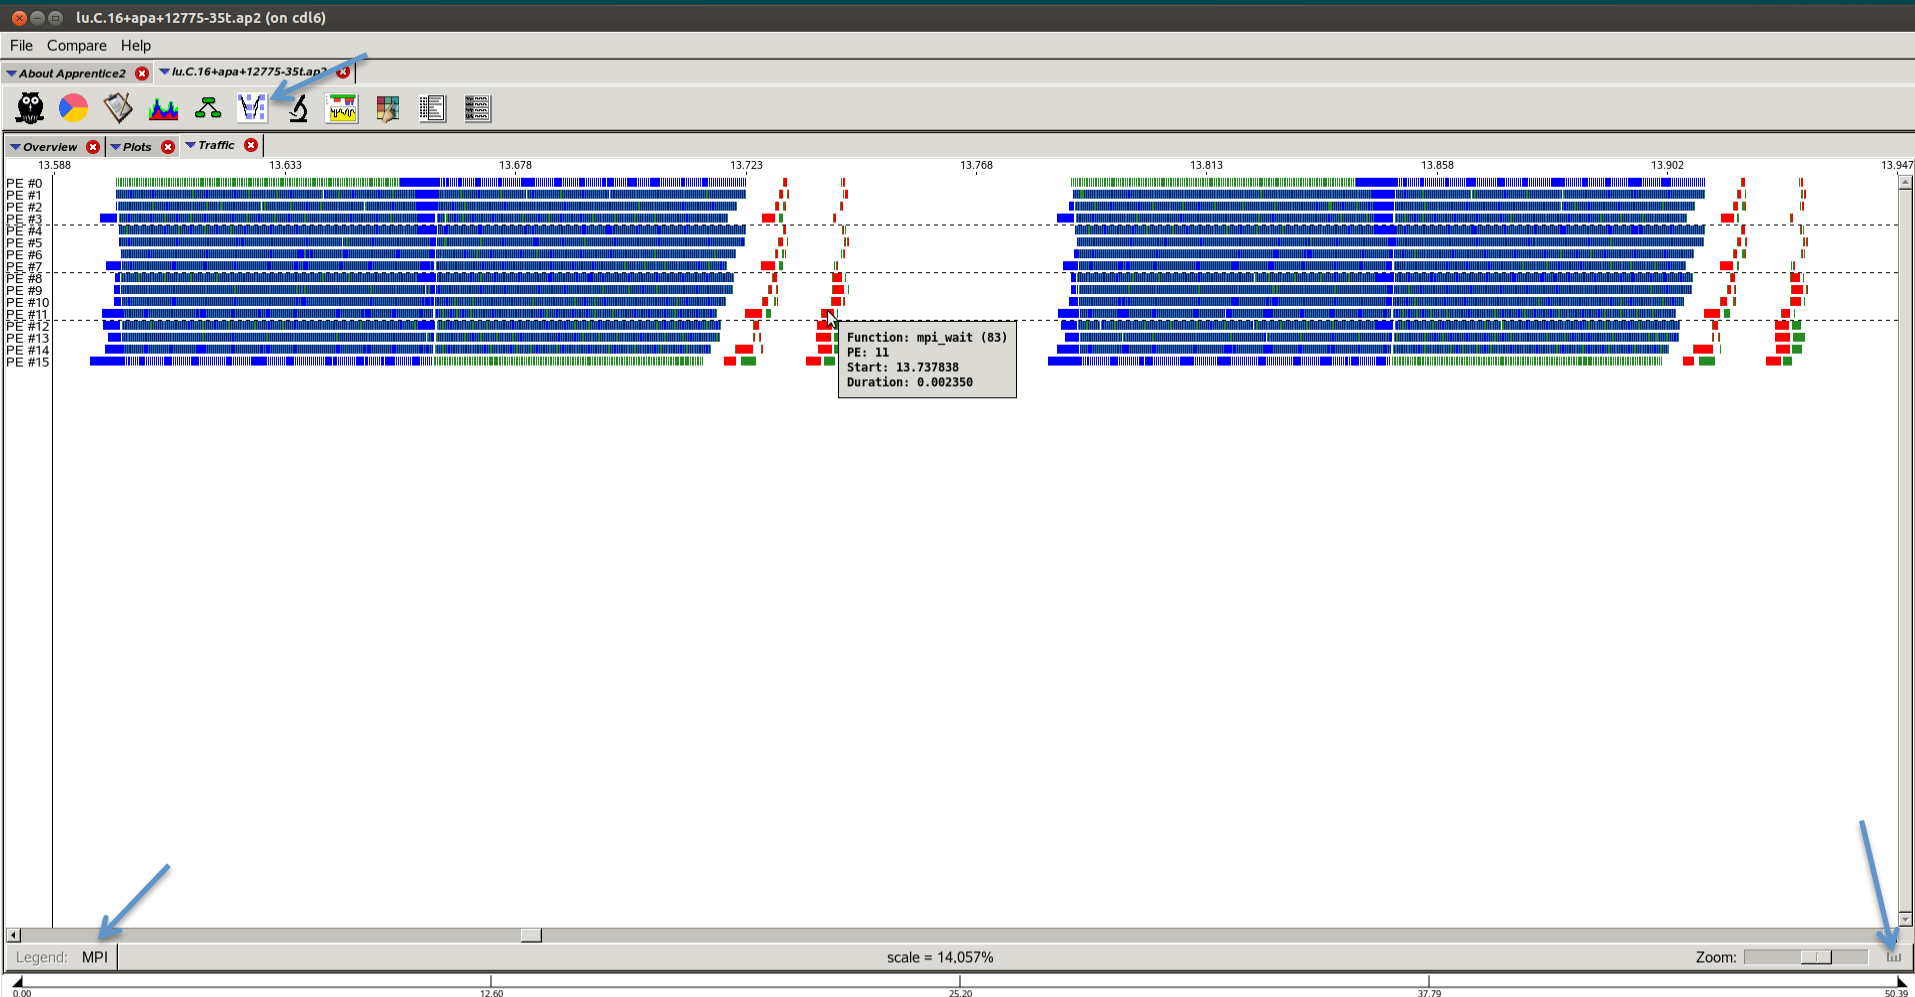 lu.C.16+apa+12775-35t.ap2 (on cdl6)
File Compare Help
About Apprentice2 lu.C.16+apa+12775-35t.ap2
Overview Plots Traffic
13.588 13.633 13.678 13.723 13.768 13.813 13.858 13.902 13.947
PE #0
PE #1
PE #2
PE #3
PE #4
PE #5
PE #6
PE #7
PE #8
PE #9
PE #10
PE #11
PE #12
PE #13
PE #14
PE #15
Function: mpi_wait (83)
PE: 11
Start: 13.737838
Duration: 0.002350
Legend: MPI scale = 14,057% Zoom:
0.00 12.60 25.20 37.79 50.39